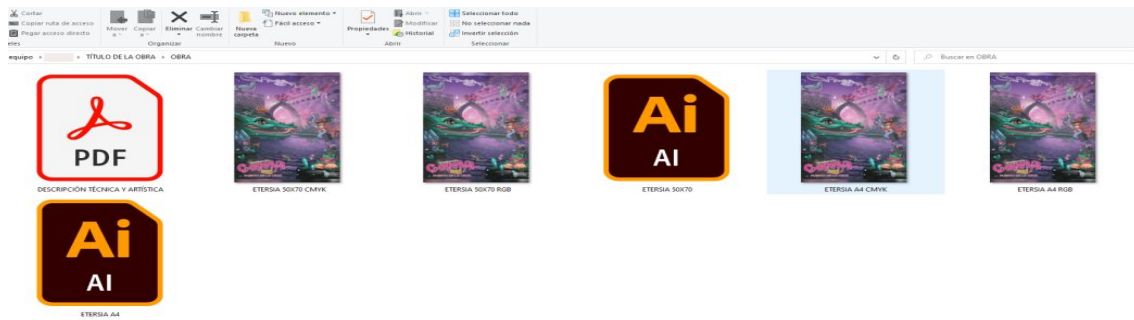 Cortar
Copiar ruta de acceso
Pegar acceso directo
Mover a
Copiar a
Eliminar
Cambiar nombre
Nueva carpeta
Nuevo elemento
Fácil acceso
Propiedades
Abrir
Modificar
Historial
Seleccionar todo
No seleccionar nada
Invertir selección
eles
Organizar
Nuevo
Abrir
Seleccionar
equipo > > TÍTULO DE LA OBRA > OBRA
Buscar en OBRA
PDF
Ai
AI
DESCRIPCIÓN TÉCNICA Y ARTÍSTICA
ETERSIA 50X70 CMYK
ETERSIA 50X70 RGB
ETERSIA 50X70
ETERSIA A4 CMYK
ETERSIA A4 RGB
Ai
AI
ETERSIA A4